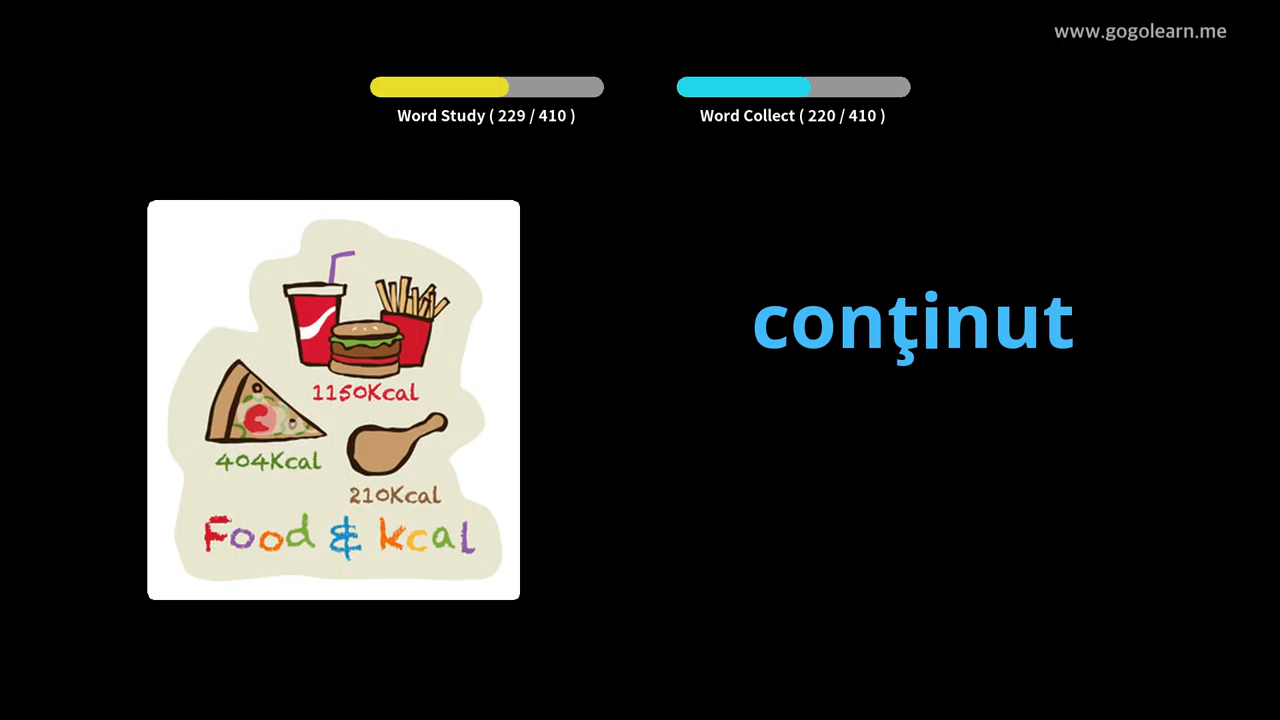 www.gogolearn.me
Word Study ( 229 / 410 )
Word Collect ( 220 / 410 )
conţinut
1150Kcal
404Kcal
210Kcal
Food & kcal